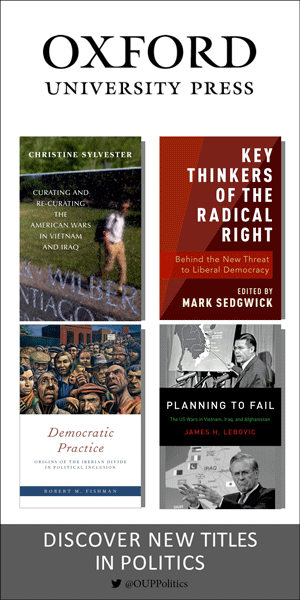 OXFORD
UNIVERSITY PRESS
CHRISTINE SYLVESTER
CURATING AND
RE-CURATING
THE
AMERICAN WARS
IN VIETNAM
AND IRAQ
WILBER
KEY
THINKERS
OF THE
RADICAL
RIGHT
Behind the New Threat
to Liberal Democracy
EDITED BY
MARK SEDGWICK
Democratic
Practice
ORIGINS OF THE IBERIAN DIVIDE
IN POLITICAL INCLUSION
ROBERT M. FISHMAN
PLANNING TO FAIL
The US Wars in Vietnam, Iraq, and Afghanistan
JAMES H. LEBOVIC
IRAQ
DISCOVER NEW TITLES
IN POLITICS
@OUPPolitics